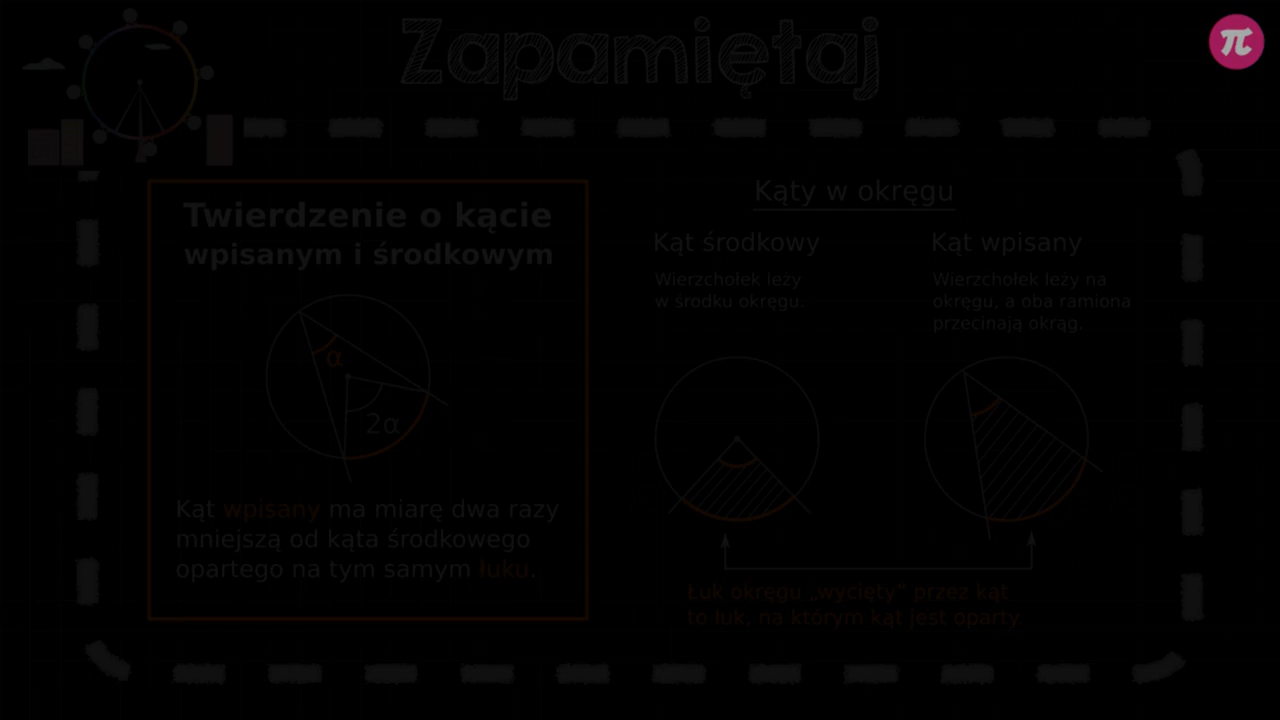 Zapamiętaj
π
Twierdzenie o kącie
wpisanym i środkowym
α
2α
Kąt wpisany ma miarę dwa razy
mniejszą od kąta środkowego
opartego na tym samym łuku.
Kąty w okręgu
Kąt środkowy
Wierzchołek leży
w środku okręgu.
Kąt wpisany
Wierzchołek leży na
okręgu, a oba ramiona
przecinają okrąg.
Łuk okręgu „wycięty” przez kąt
to łuk, na którym kąt jest oparty.